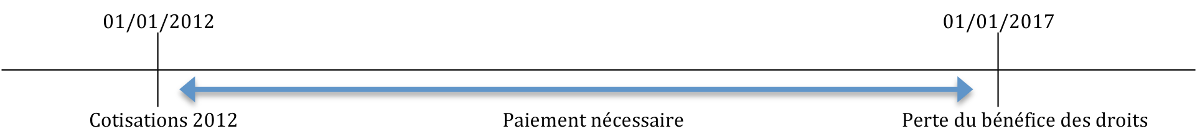 01/01/2012 01/01/2017
Cotisations 2012 Paiement nécessaire Perte du bénéfice des droits